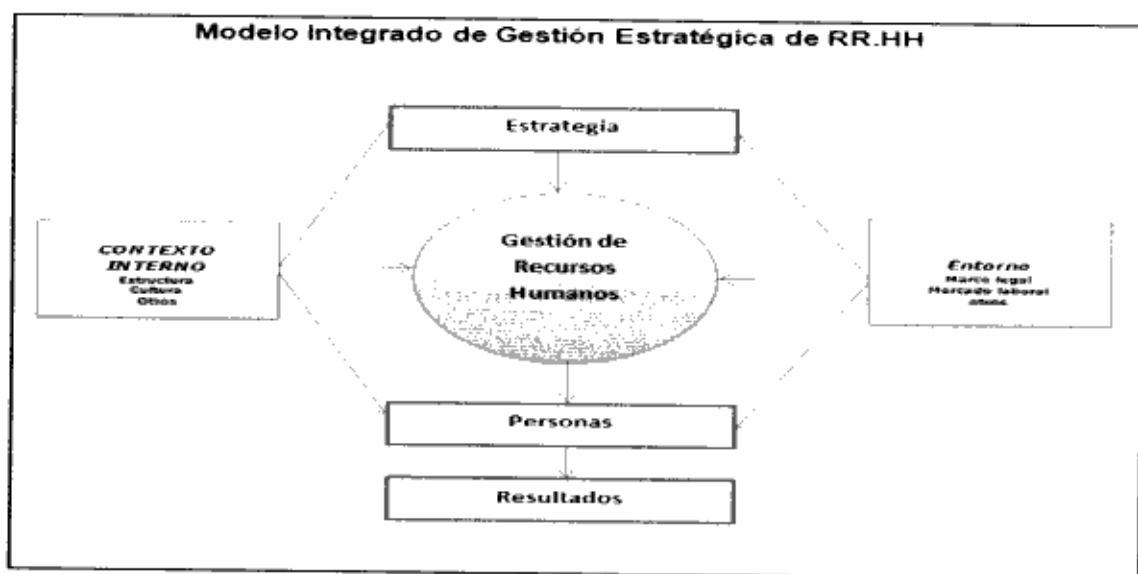 Modelo Integrado de Gestión Estratégica de RR.HH
Estrategia
CONTEXTO
INTERNO
Estructura
Cultura
Otros
Gestión de
Recursos
Humanos
Entorno
Marco legal
Mercado laboral
otros
Personas
Resultados